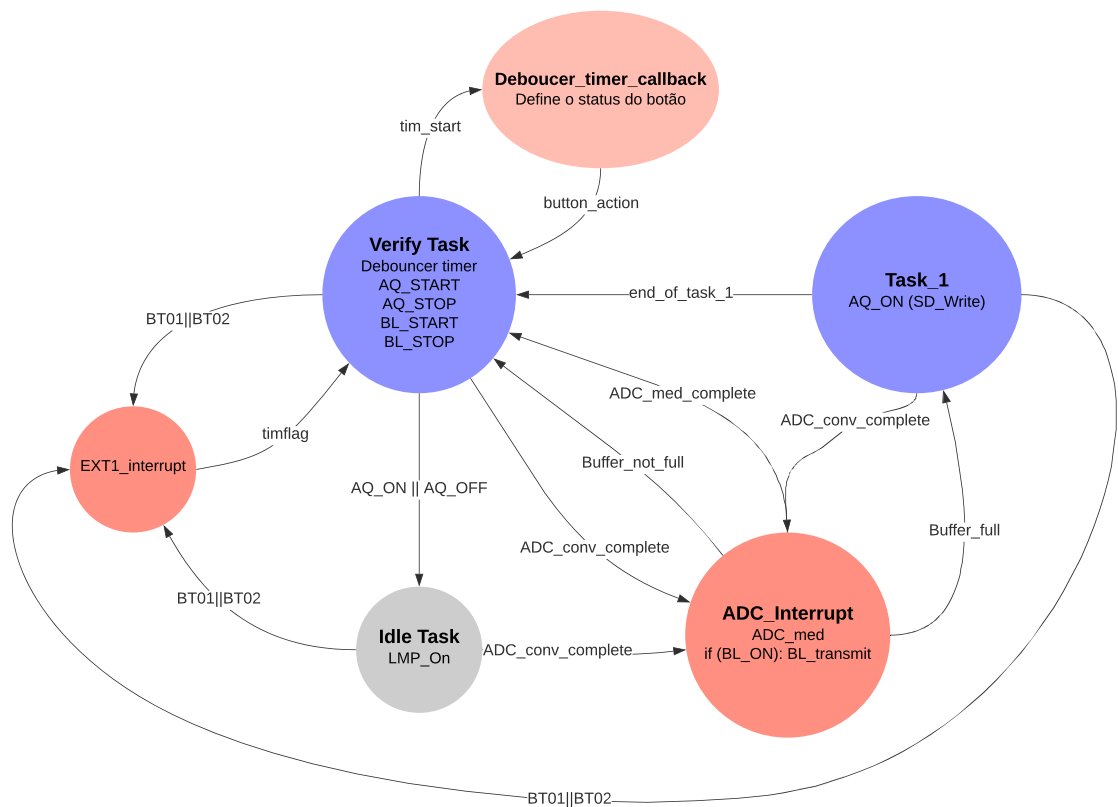 Deboucer_timer_callback
Define o status do botão
tim_start
button_action
Verify Task
Debouncer timer
AQ_START
AQ_STOP
BL_START
BL_STOP
Task_1
AQ_ON (SD_Write)
end_of_task_1
BT01||BT02
ADC_med_complete
ADC_conv_complete
timflag
EXT1_interrupt
Buffer_not_full
AQ_ON || AQ_OFF
Buffer_full
ADC_conv_complete
BT01||BT02
Idle Task
LMP_On
ADC_conv_complete
ADC_Interrupt
ADC_med
if (BL_ON): BL_transmit
BT01||BT02